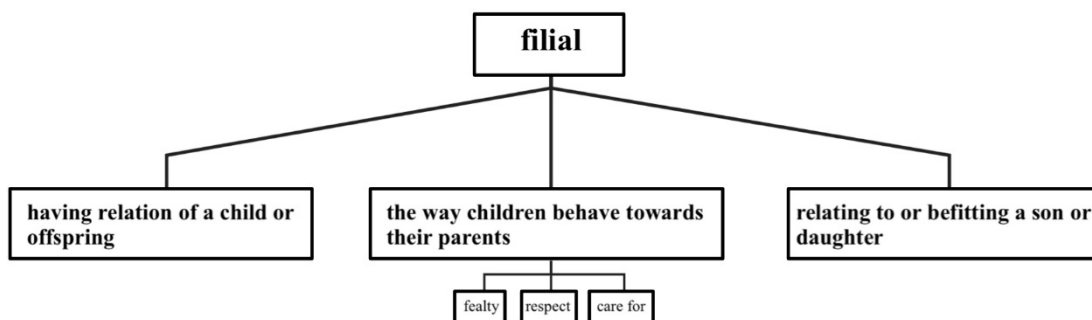 filial
having relation of a child or
offspring
the way children behave towards
their parents
relating to or befitting a son or
daughter
fealty
respect
care for